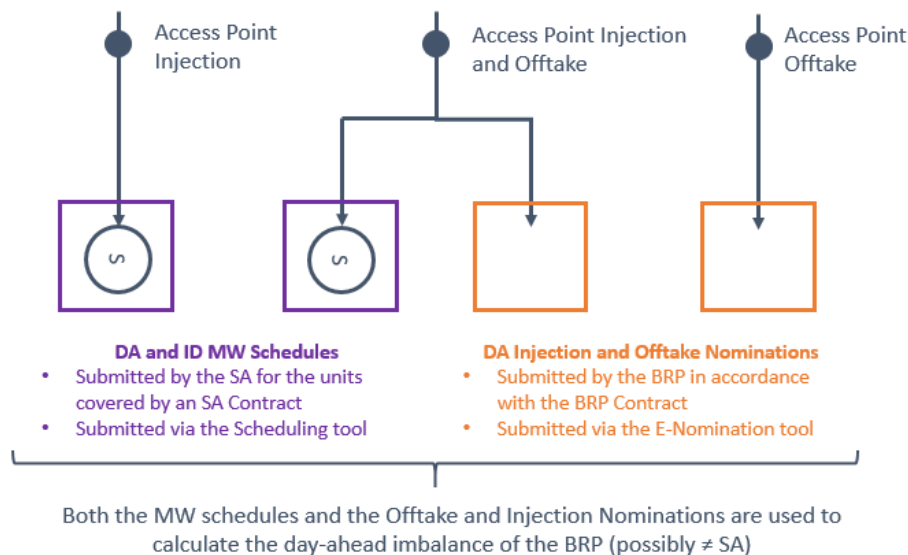 Access Point
Injection
Access Point Injection
and Offtake
Access Point
Offtake
S
S
DA and ID MW Schedules
• Submitted by the SA for the units
covered by an SA Contract
• Submitted via the Scheduling tool
DA Injection and Offtake Nominations
• Submitted by the BRP in accordance
with the BRP Contract
• Submitted via the E-Nomination tool
Both the MW schedules and the Offtake and Injection Nominations are used to
calculate the day-ahead imbalance of the BRP (possibly ≠ SA)